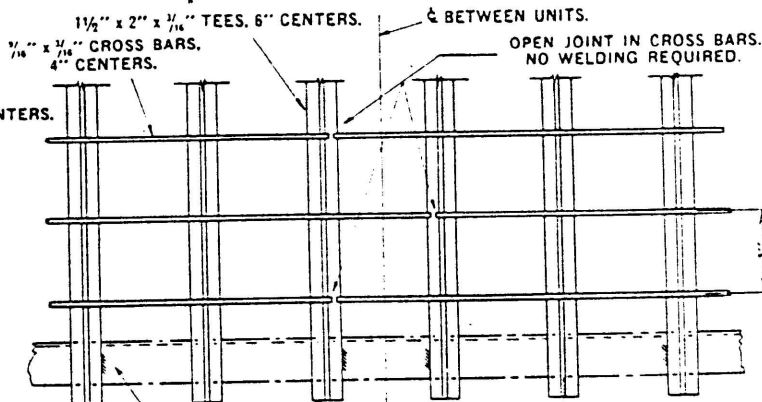 1½" x 2" x 3/16" TEES, 6" CENTERS.
9/16" x 3/16" CROSS BARS,
4" CENTERS.
NTERS.
℄ BETWEEN UNITS.
OPEN JOINT IN CROSS BARS.
NO WELDING REQUIRED.